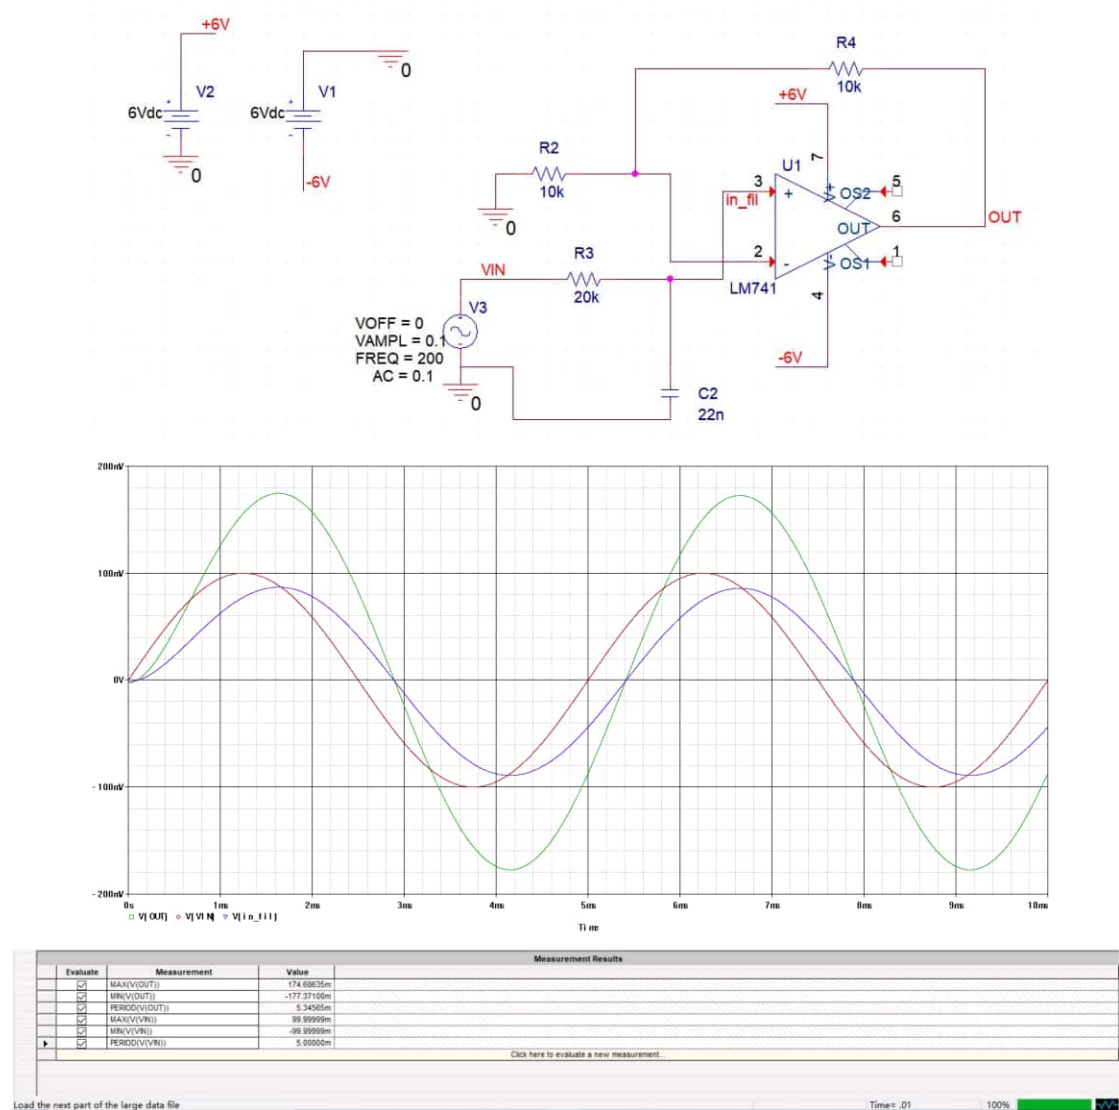 +6V
V2
6Vdc
0
V1
6Vdc
0
-6V
R4
10k
+6V
R2
10k
0
U1
7
3
in_fil
+
OS2
5
OUT
6
OUT
2
-
OS1
1
LM741
4
-6V
VIN
R3
20k
V3
VOFF = 0
VAMPL = 0.1
FREQ = 200
AC = 0.1
0
C2
22n
200mV
100mV
0V
-100mV
-200mV
0s 1ms 2ms 3ms 4ms 5ms 6ms 7ms 8ms 9ms 10ms
V(OUT) V(VIN) V(in_fil)
Time
Measurement Results
Evaluate Measurement Value
MAX(V(OUT)) 174.68635m
MIN(V(OUT)) -177.37100m
PERIOD(V(OUT)) 5.34565m
MAX(V(VIN)) 99.99999m
MIN(V(VIN)) -99.99999m
PERIOD(V(VIN)) 5.00000m
Click here to evaluate a new measurement...
Load the next part of the large data file Time= .01 100%